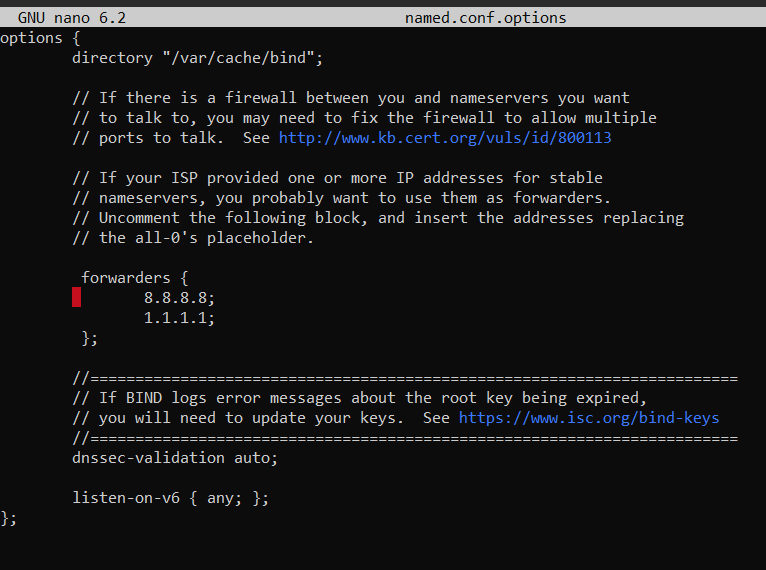 GNU nano 6.2 named.conf.options
options {
directory "/var/cache/bind";
// If there is a firewall between you and nameservers you want
// to talk to, you may need to fix the firewall to allow multiple
// ports to talk.  See http://www.kb.cert.org/vuls/id/800113
// If your ISP provided one or more IP addresses for stable
// nameservers, you probably want to use them as forwarders.
// Uncomment the following block, and insert the addresses replacing
// the all-0's placeholder.
forwarders {
8.8.8.8;
1.1.1.1;
};
//========================================================================
// If BIND logs error messages about the root key being expired,
// you will need to update your keys.  See https://www.isc.org/bind-keys
//========================================================================
dnssec-validation auto;
listen-on-v6 { any; };
};